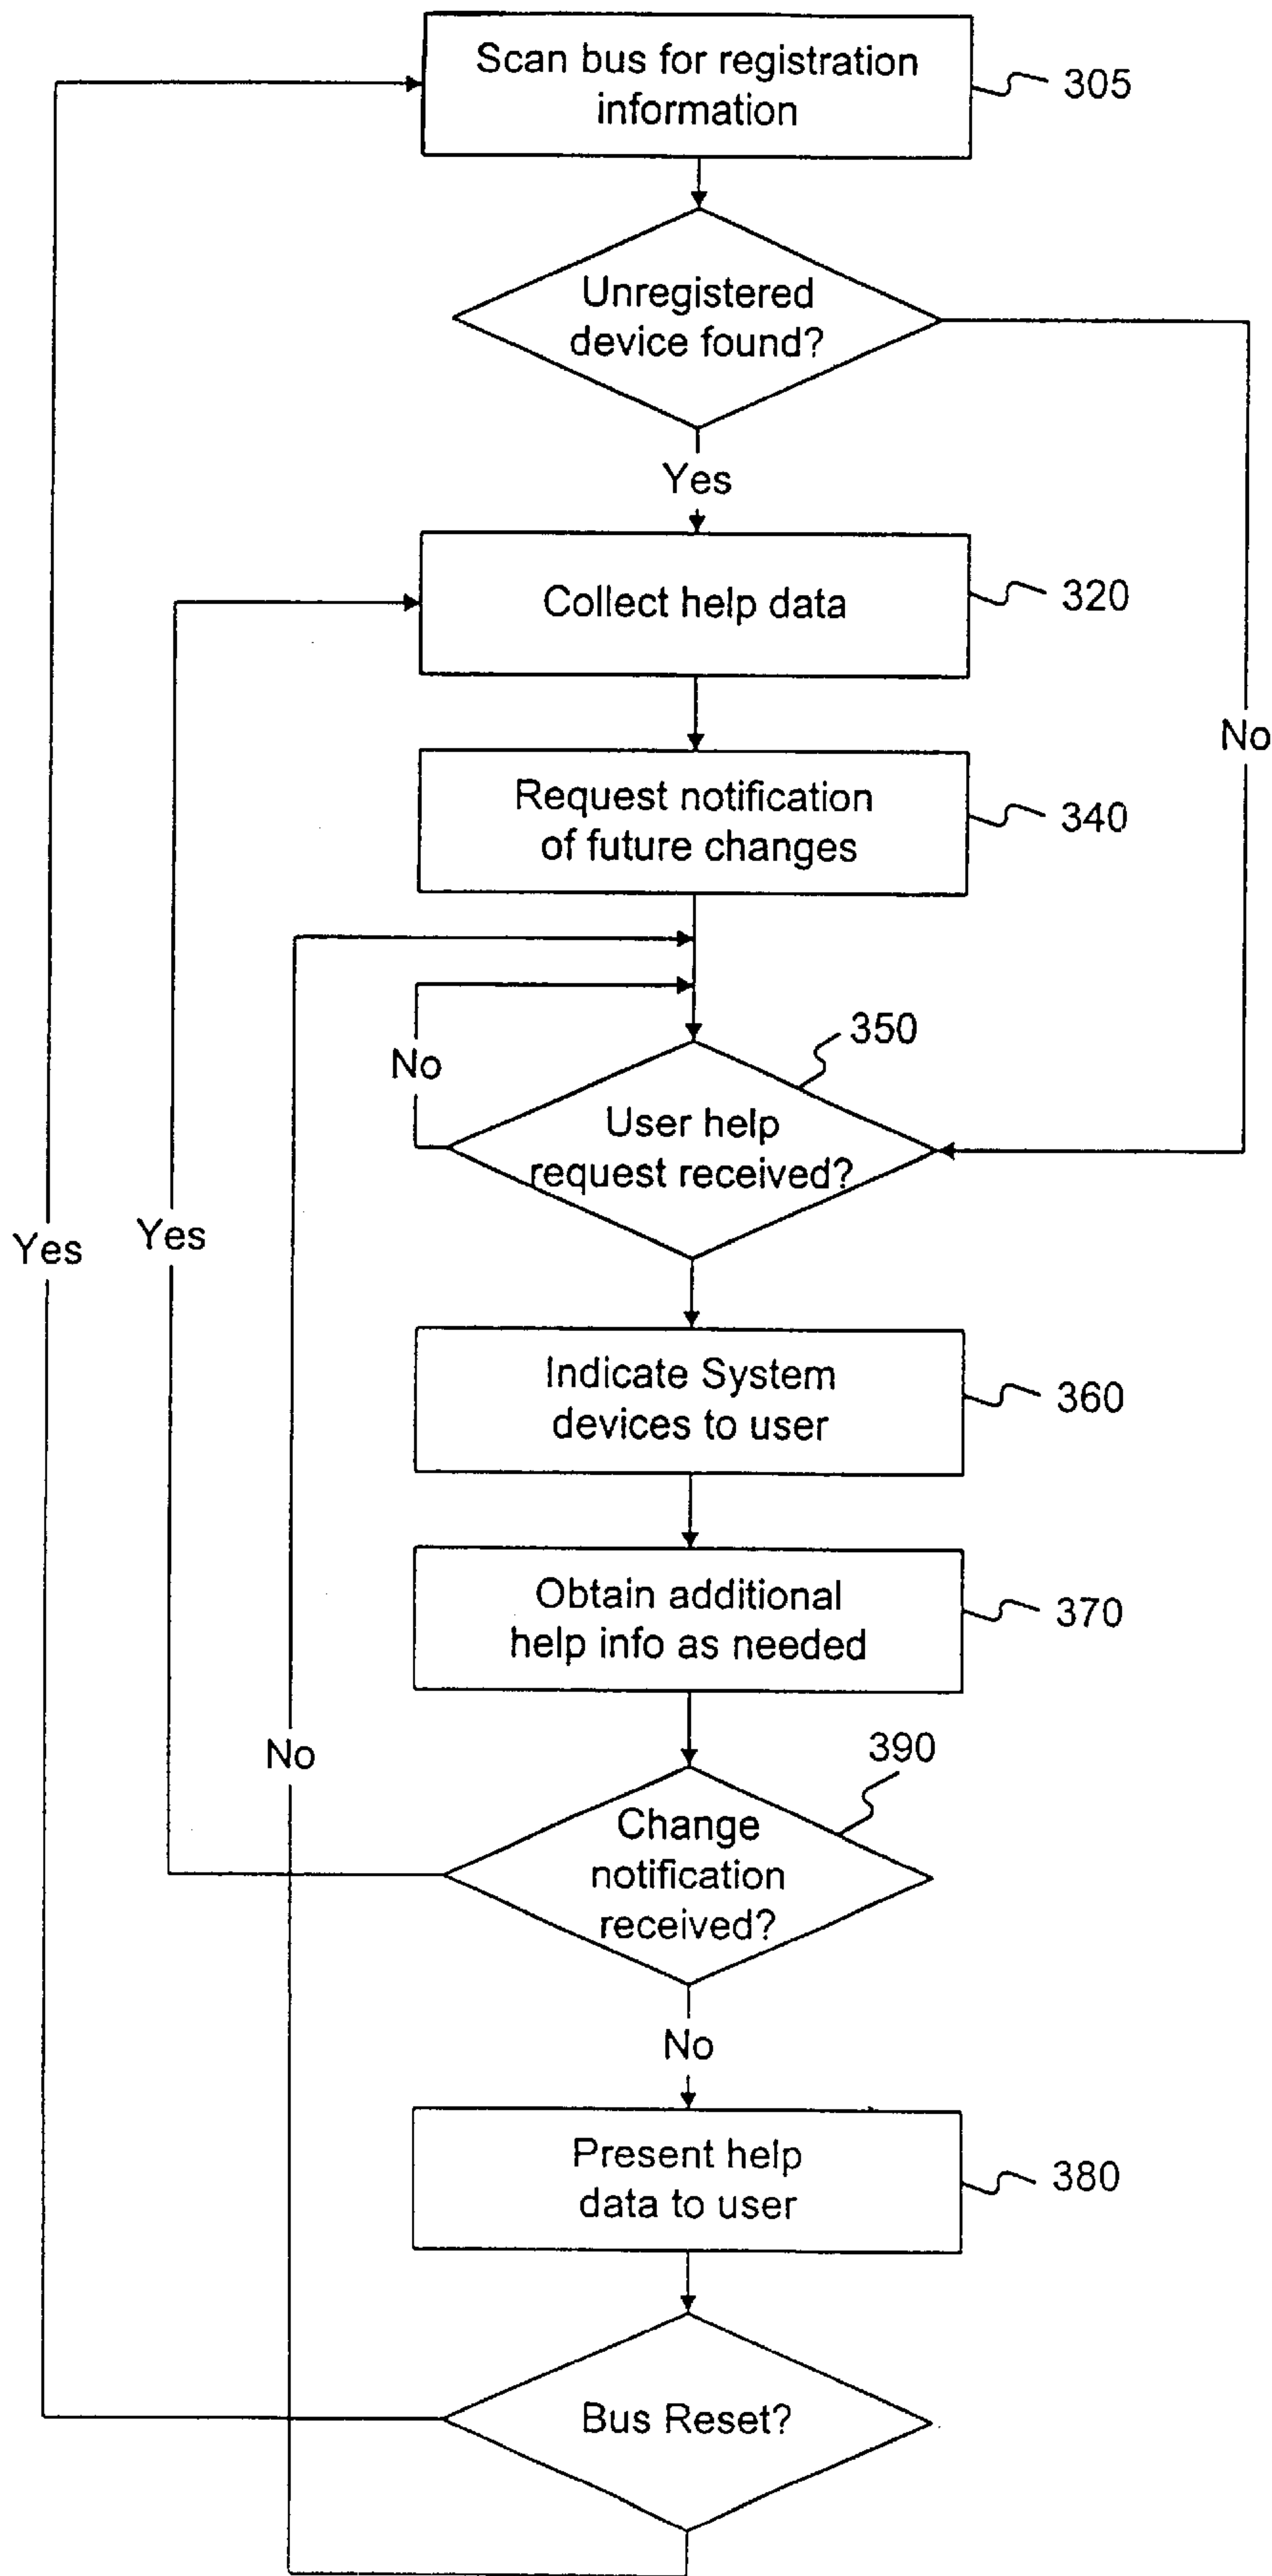 Scan bus for registration
information
305
Unregistered
device found?
Yes
Collect help data
320
No
Request notification
of future changes
340
350
No
User help
request received?
Yes
Yes
Indicate System
devices to user
360
Obtain additional
help info as needed
370
No
390
Change
notification
received?
No
Present help
data to user
380
Bus Reset?